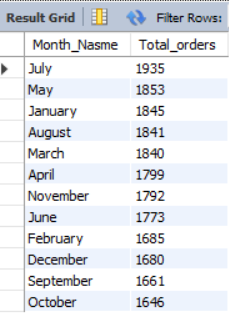 Result Grid Filter Rows:
Month_Nasme Total_orders
July 1935
May 1853
January 1845
August 1841
March 1840
April 1799
November 1792
June 1773
February 1685
December 1680
September 1661
October 1646